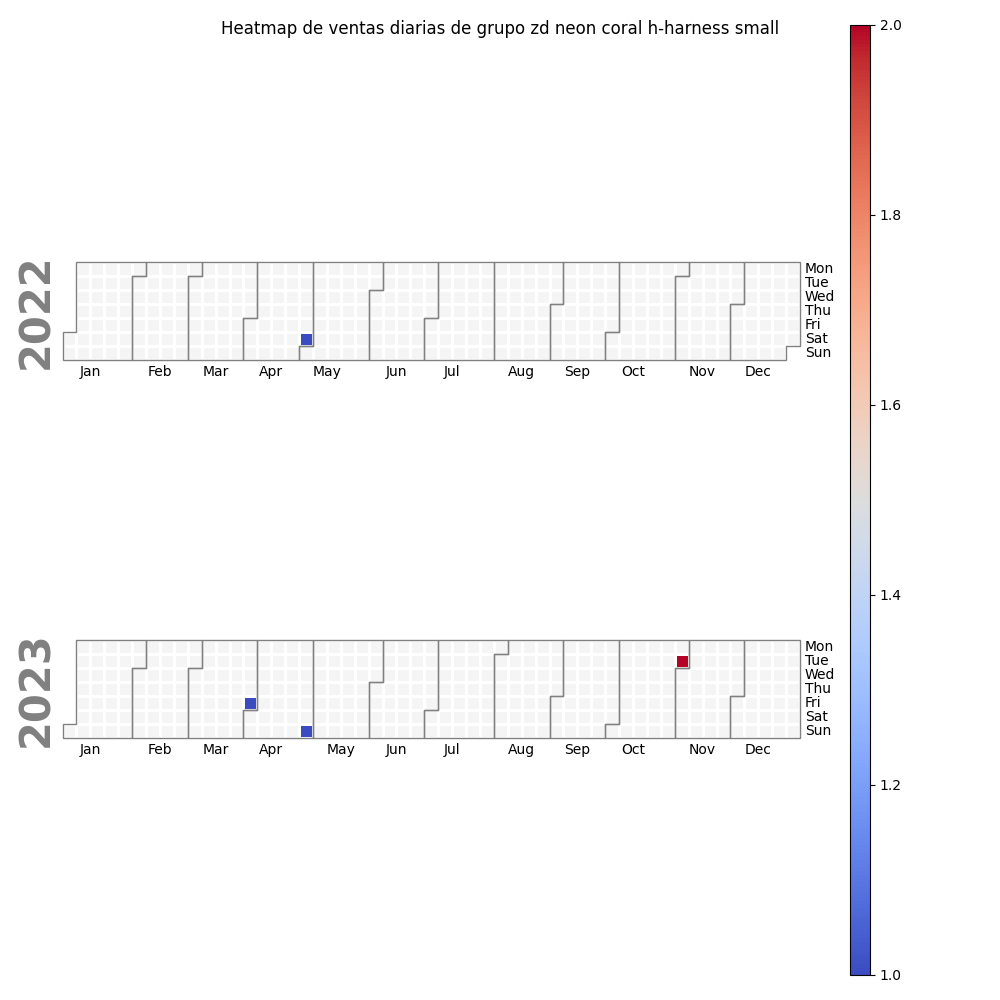 Heatmap de ventas diarias de grupo zd neon coral h-harness small
2022
Mon
Tue
Wed
Thu
Fri
Sat
Sun
Jan Feb Mar Apr May Jun Jul Aug Sep Oct Nov Dec
2023
Mon
Tue
Wed
Thu
Fri
Sat
Sun
Jan Feb Mar Apr May Jun Jul Aug Sep Oct Nov Dec
2.0
1.8
1.6
1.4
1.2
1.0